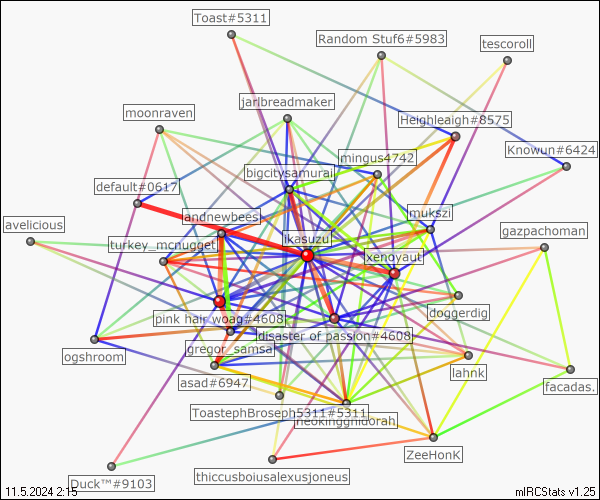 Toast#5311
Random Stuf6#5983
tescoroll
moonraven
jarlbreadmaker
Heighleaigh#8575
mingus4742
Knowun#6424
bigcitysamurai
default#0617
mukszi
landnewbees
avelicious
ikasuzu
gazpachoman
turkey_mcnugget
xenoyaut
doggerdig
pink hair woag#4608
disaster of passion#4608
gregor_samsa
ogshroom
lahnk
asad#6947
facadas.
ToastephBroseph5311#5311
neokingghidorah
ZeeHonK
thiccusboiusalexusjoneus
Duck™#9103
11.5.2024 2:15
mIRCStats v1.25